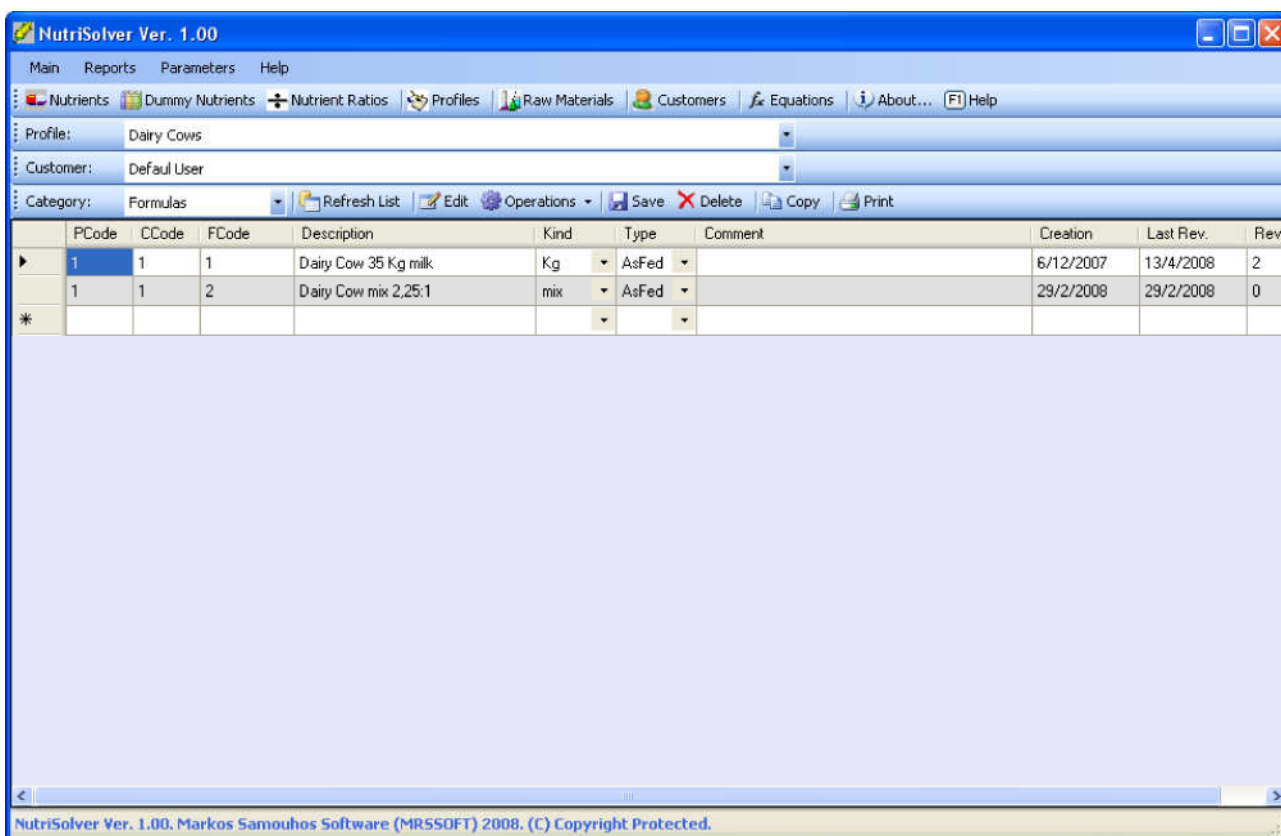 NutriSolver Ver. 1.00
Main Reports Parameters Help
Nutrients Dummy Nutrients Nutrient Ratios Profiles Raw Materials Customers fx Equations About... F1 Help
Profile: Dairy Cows
Customer: Defaul User
Category: Formulas Refresh List Edit Operations Save Delete Copy Print
PCode CCode FCode Description Kind Type Comment Creation Last Rev. Rev
1 1 1 Dairy Cow 35 Kg milk Kg AsFed 6/12/2007 13/4/2008 2
1 1 2 Dairy Cow mix 2,25:1 mix AsFed 29/2/2008 29/2/2008 0
NutriSolver Ver. 1.00. Markos Samouhos Software (MRSSOFT) 2008. (C) Copyright Protected.